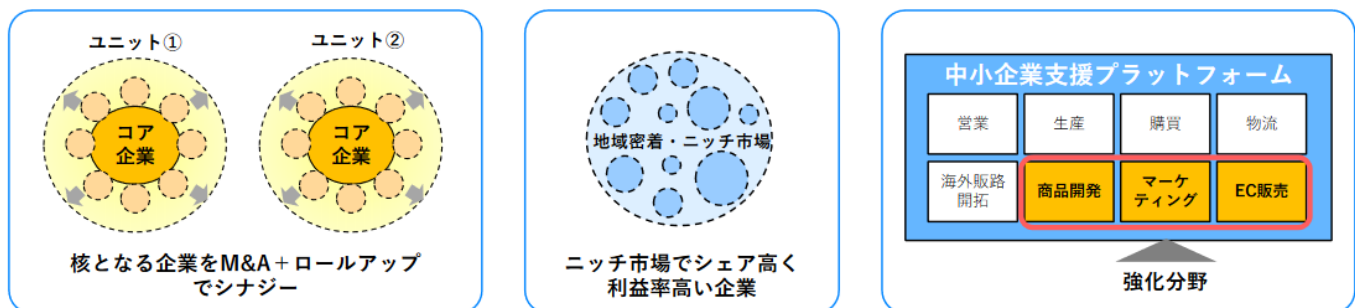 ユニット①
ユニット②
コア
企業
コア
企業
核となる企業をM&A＋ロールアップ
でシナジー
地域密着・ニッチ市場
ニッチ市場でシェア高く
利益率高い企業
中小企業支援プラットフォーム
営業
生産
購買
物流
海外販路
開拓
商品開発
マーケ
ティング
EC販売
強化分野